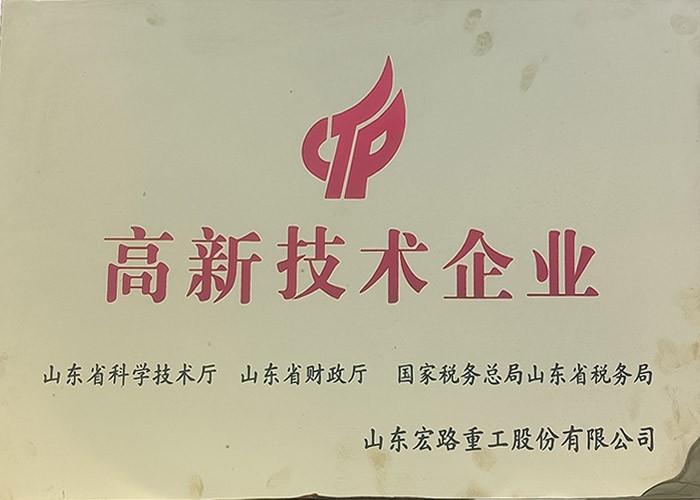 CTP
高新技术企业
山东省科学技术厅 山东省财政厅 国家税务总局山东省税务局
山东宏路重工股份有限公司